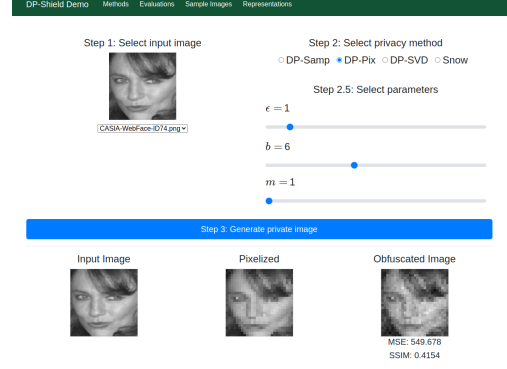 DP-Shield Demo Methods Evaluations Sample Images Representations
Step 1: Select input image
CASIA-WebFace-ID74.png
Step 2: Select privacy method
DP-Samp DP-Pix DP-SVD Snow
Step 2.5: Select parameters
ϵ = 1
b = 6
m = 1
Step 3: Generate private image
Input Image Pixelized Obfuscated Image
MSE: 549.678
SSIM: 0.4154